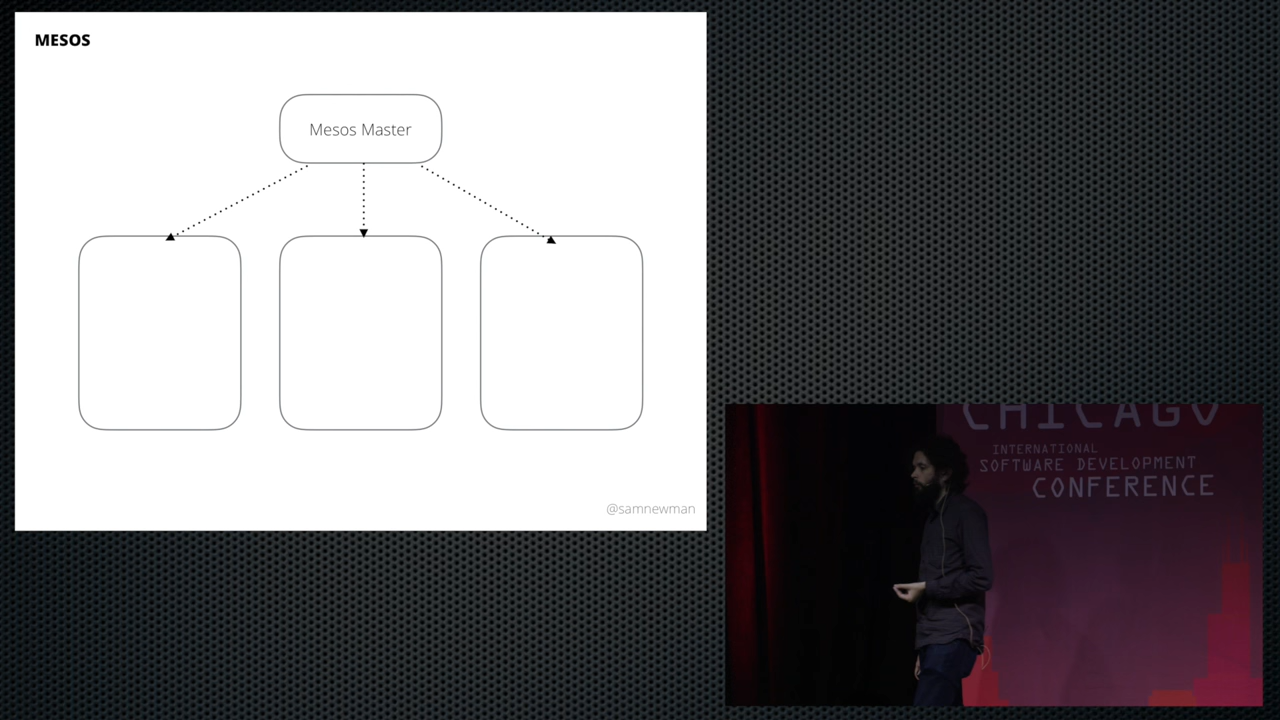 MESOS
Mesos Master
@samnewman
CHICAGO
INTERNATIONAL
SOFTWARE DEVELOPMENT
CONFERENCE